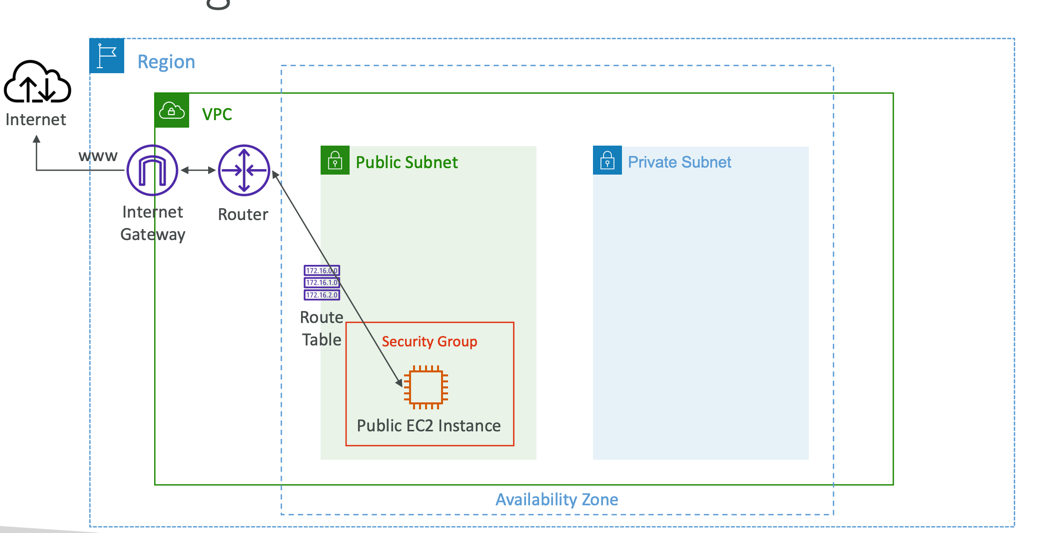 Region
Internet
VPC
www
Public Subnet
Private Subnet
Internet
Gateway
Router
172.16.0.0
172.16.1.0
172.16.2.0
Route
Table
Security Group
Public EC2 Instance
Availability Zone